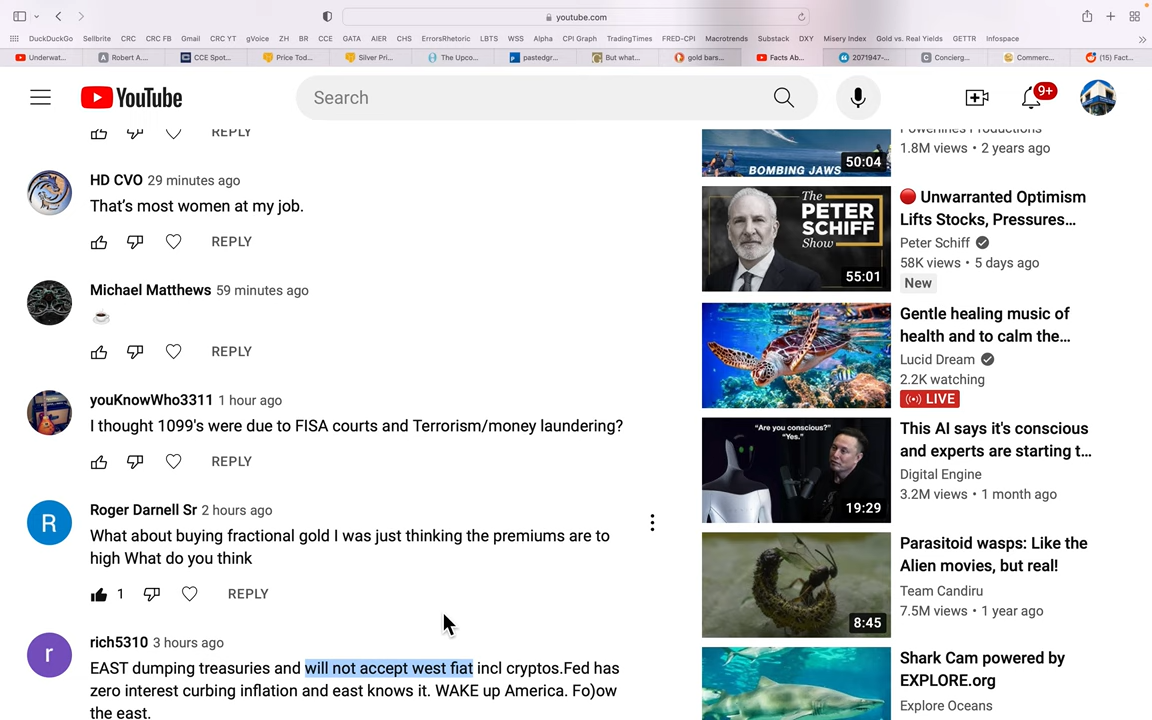 youtube.com
DuckDuckGo Sellbrite CRC CRC FB Gmail CRC YT gVoice ZH BR CCE GATA AIER CHS ErrorsRhetoric LBTS WSS Alpha CPI Graph TradingTimes FRED-CPI Macrotrends Substack DXY Misery Index Gold vs. Real Yields GETTR Infospace
Underwat... Robert A.... CCE Spot... Price Tod... Silver Pri... The Upco... pastedgr... But what... gold bars... Facts Ab... 2071947-... Concierg... Commerc... (15) Fact...
YouTube
Search
9+
REPLY
HD CVO 29 minutes ago
That's most women at my job.
REPLY
Michael Matthews 59 minutes ago
REPLY
youKnowWho3311 1 hour ago
I thought 1099's were due to FISA courts and Terrorism/money laundering?
REPLY
R
Roger Darnell Sr 2 hours ago
What about buying fractional gold I was just thinking the premiums are to
high What do you think
1 REPLY
r
rich5310 3 hours ago
EAST dumping treasuries and will not accept west fiat incl cryptos.Fed has
zero interest curbing inflation and east knows it. WAKE up America. Fo)ow
the east.
BOMBING JAWS
50:04
Powerlines Productions
1.8M views • 2 years ago
The
PETER
SCHIFF
Show
55:01
Unwarranted Optimism
Lifts Stocks, Pressures...
Peter Schiff
58K views • 5 days ago
New
Gentle healing music of
health and to calm the...
Lucid Dream
2.2K watching
LIVE
"Are you conscious?"
"Yes."
19:29
This AI says it's conscious
and experts are starting t...
Digital Engine
3.2M views • 1 month ago
8:45
Parasitoid wasps: Like the
Alien movies, but real!
Team Candiru
7.5M views • 1 year ago
Shark Cam powered by
EXPLORE.org
Explore Oceans